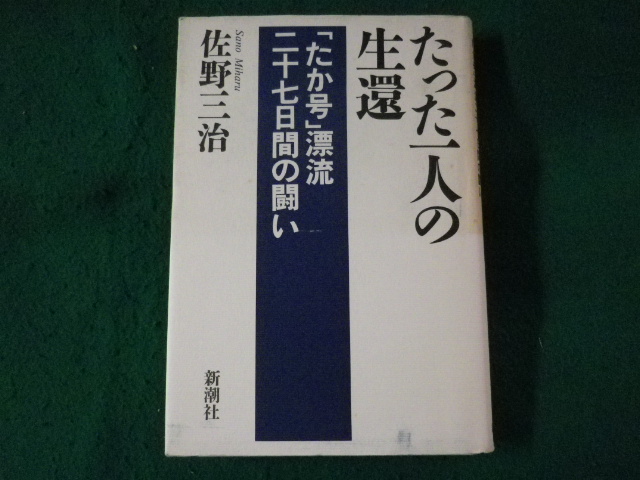 たった一人の
生還
「たか号」漂流
二十七日間の闘い
佐野三治
Sano Miharu
新潮社